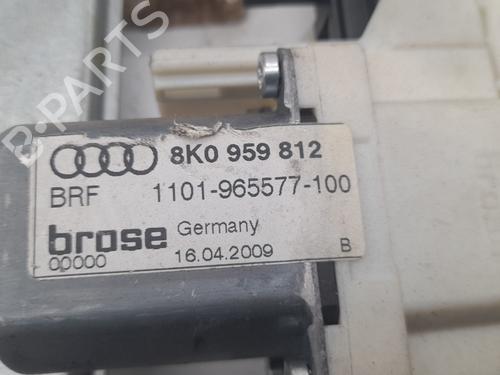 B-PARTS
8K0 959 812
BRF 1101-965577-100
brose Germany
00000 16.04.2009 B